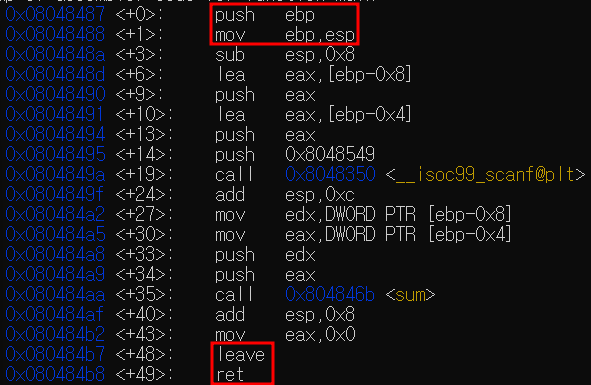 0x08048487 <+0>: push ebp
0x08048488 <+1>: mov ebp,esp
0x0804848a <+3>: sub esp,0x8
0x0804848d <+6>: lea eax,[ebp-0x8]
0x08048490 <+9>: push eax
0x08048491 <+10>: lea eax,[ebp-0x4]
0x08048494 <+13>: push eax
0x08048495 <+14>: push 0x8048549
0x0804849a <+19>: call 0x8048350 <__isoc99_scanf@plt>
0x0804849f <+24>: add esp,0xc
0x080484a2 <+27>: mov edx,DWORD PTR [ebp-0x8]
0x080484a5 <+30>: mov eax,DWORD PTR [ebp-0x4]
0x080484a8 <+33>: push edx
0x080484a9 <+34>: push eax
0x080484aa <+35>: call 0x804846b <sum>
0x080484af <+40>: add esp,0x8
0x080484b2 <+43>: mov eax,0x0
0x080484b7 <+48>: leave
0x080484b8 <+49>: ret